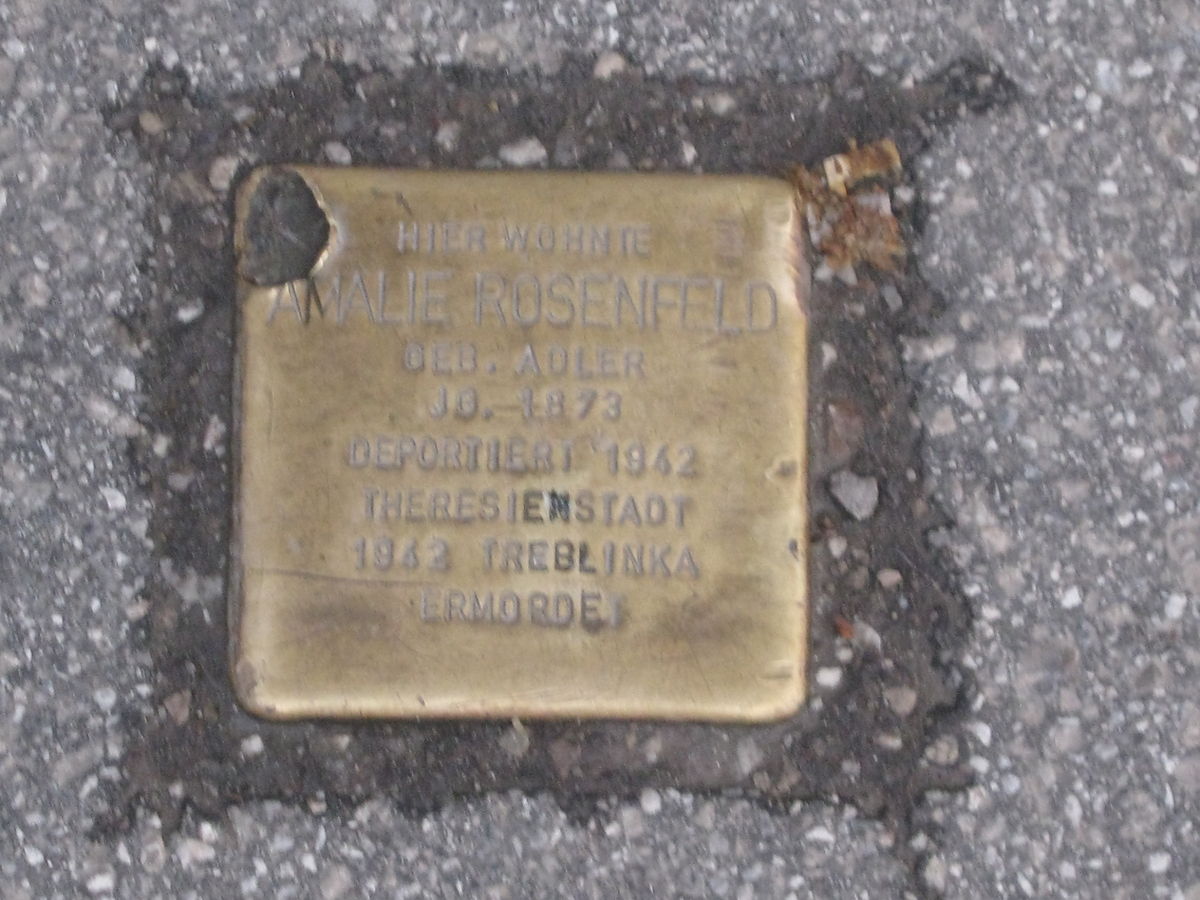 HIER WOHNTE
AMALIE ROSENFELD
GEB. ADLER
JG. 1873
DEPORTIERT 1942
THERESIENSTADT
1942 TREBLINKA
ERMORDET